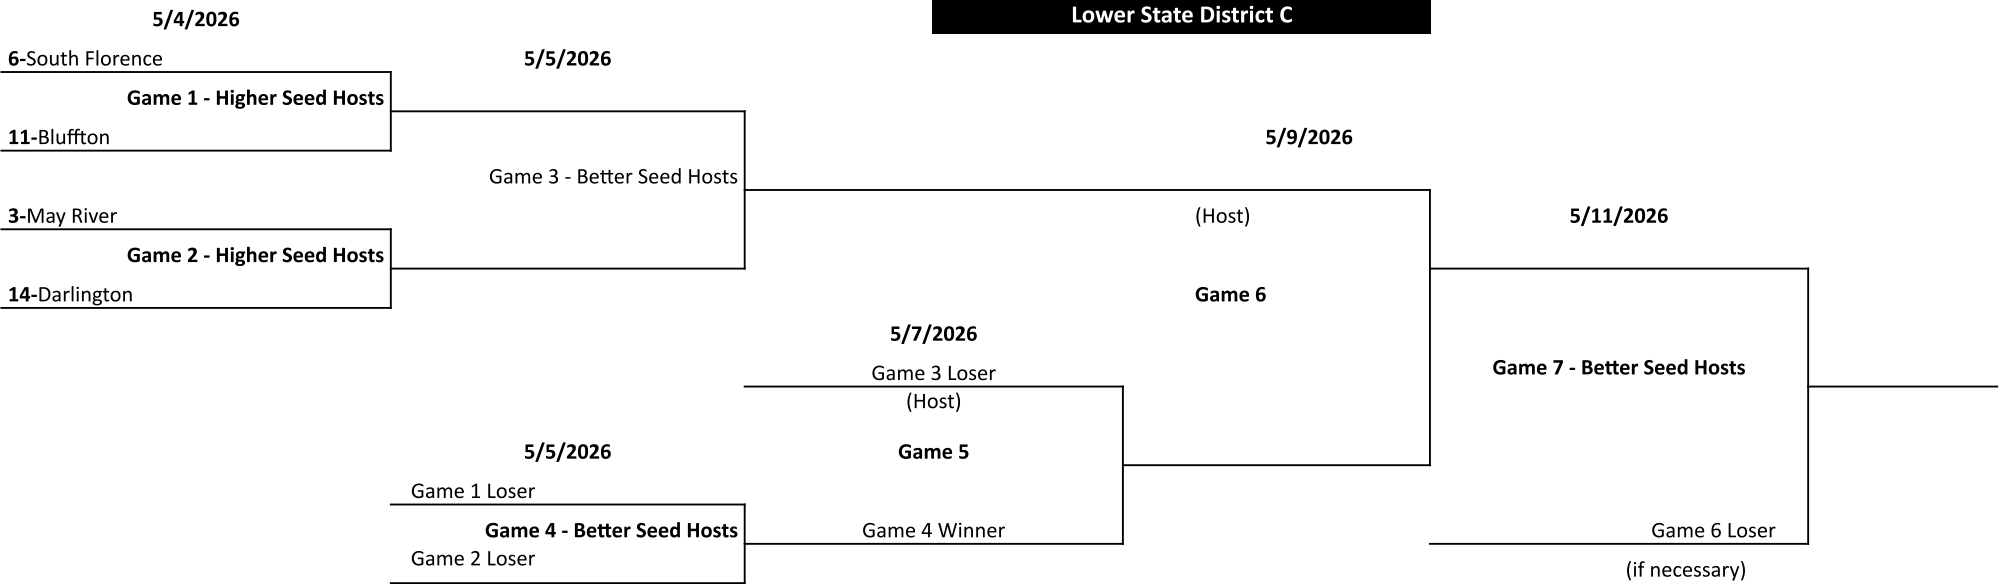 Lower State District C
5/4/2026
6-South Florence
5/5/2026
Game 1 - Higher Seed Hosts
11-Bluffton
5/9/2026
Game 3 - Better Seed Hosts
3-May River
(Host)
5/11/2026
Game 2 - Higher Seed Hosts
14-Darlington
Game 6
5/7/2026
Game 3 Loser
Game 7 - Better Seed Hosts
(Host)
5/5/2026
Game 5
Game 1 Loser
Game 4 - Better Seed Hosts
Game 4 Winner
Game 6 Loser
Game 2 Loser
(if necessary)